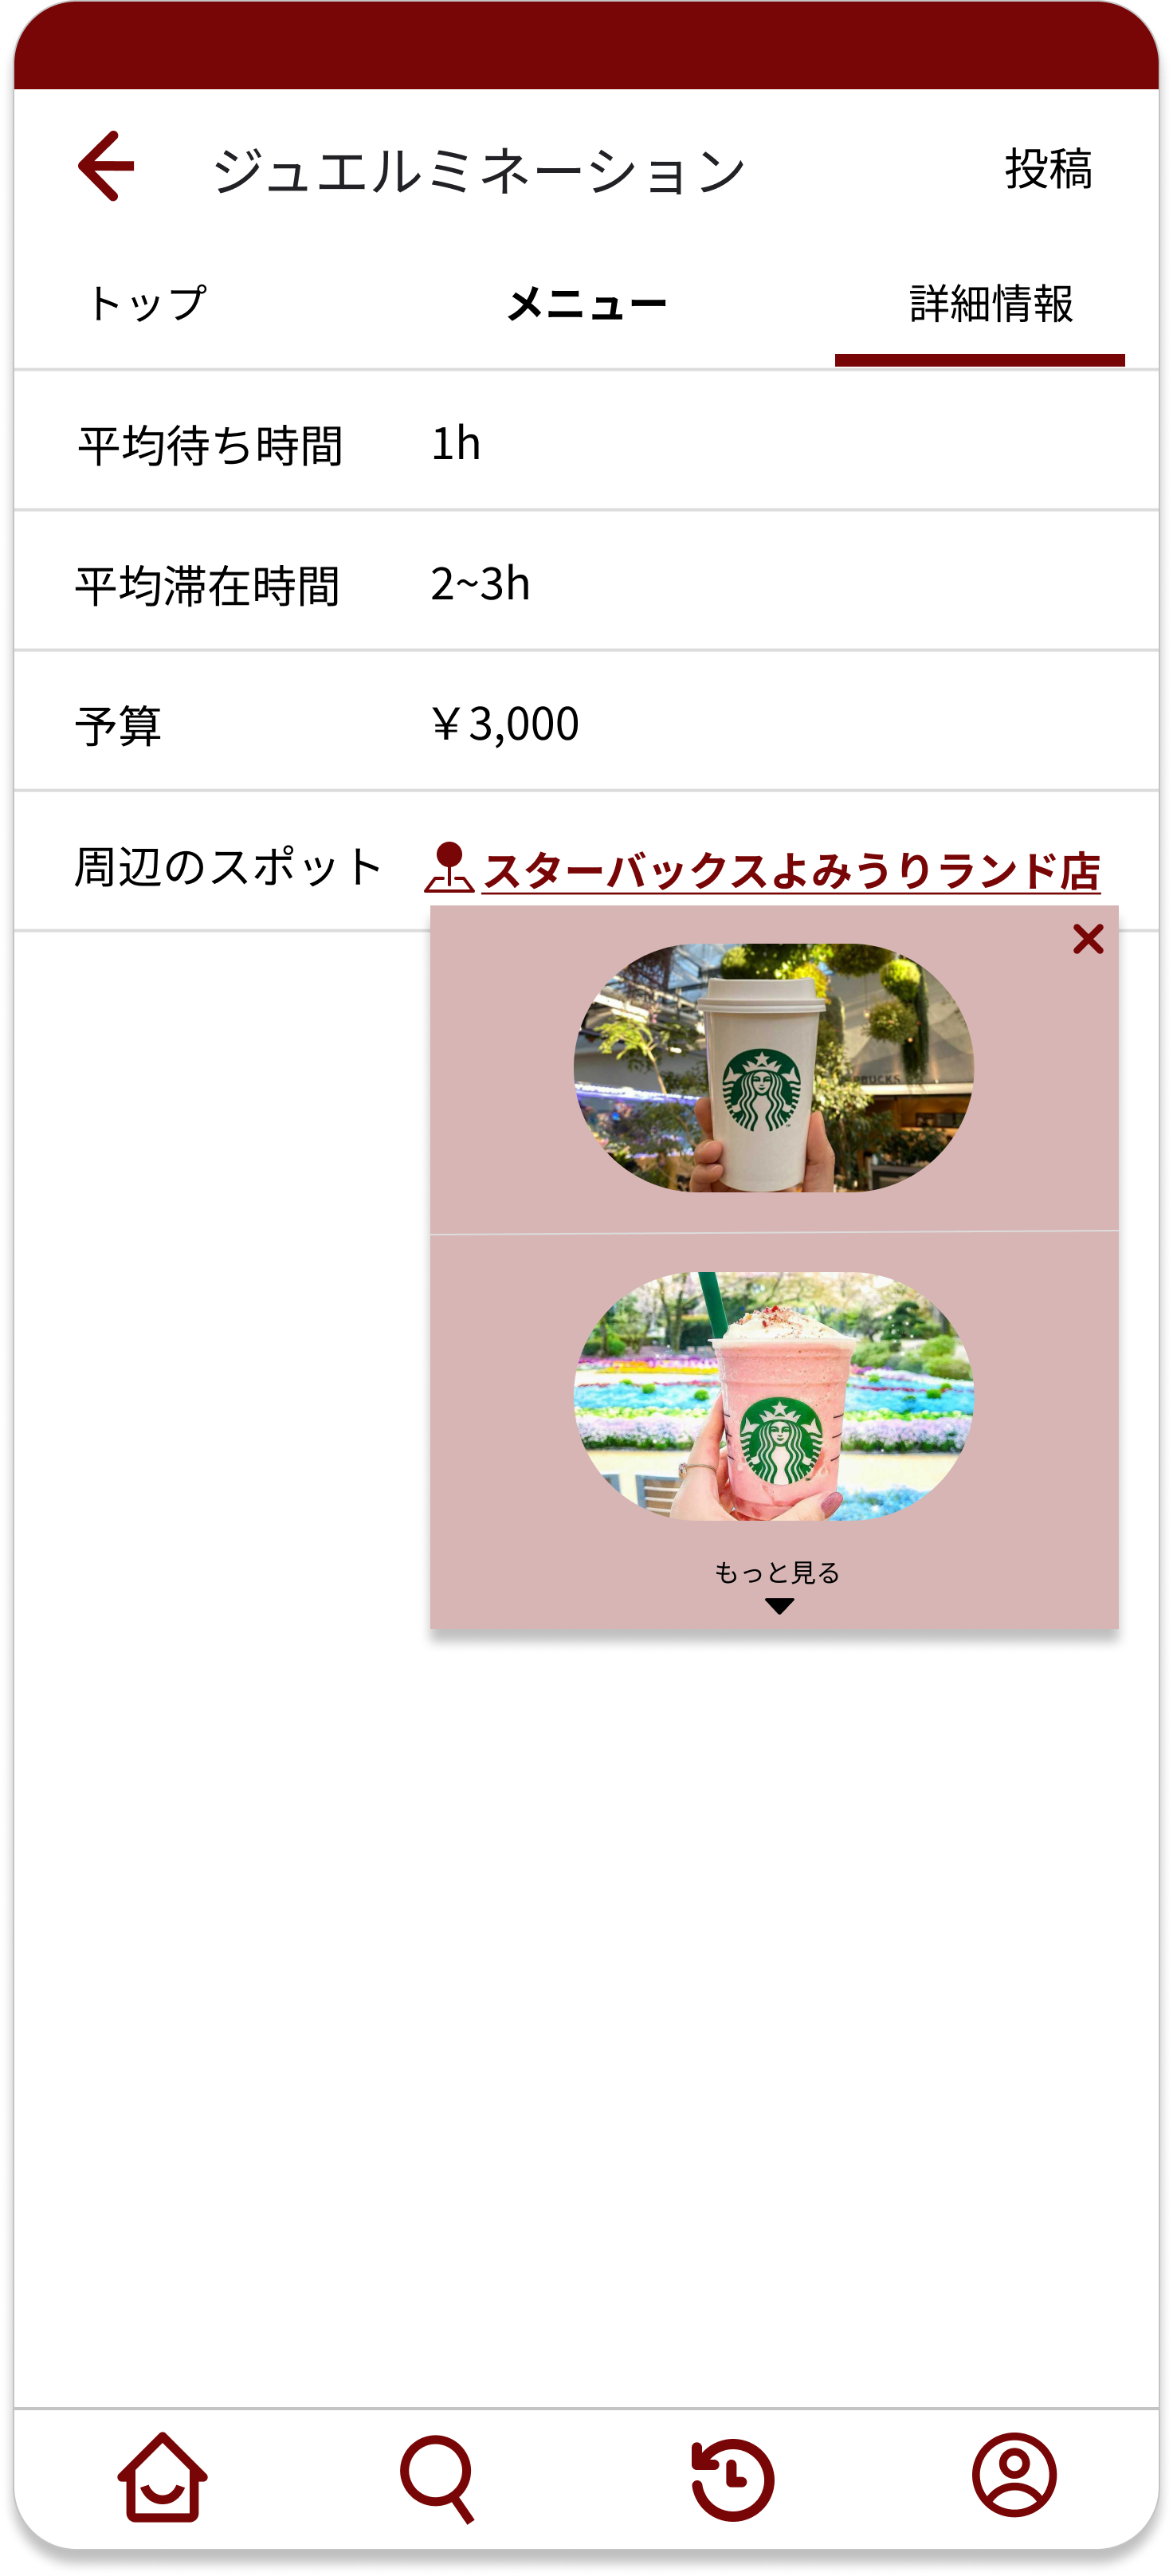 ジュエルミネーション 投稿
トップ メニュー 詳細情報
平均待ち時間 1h
平均滞在時間 2~3h
予算 ￥3,000
周辺のスポット スターバックスよみうりランド店
もっと見る